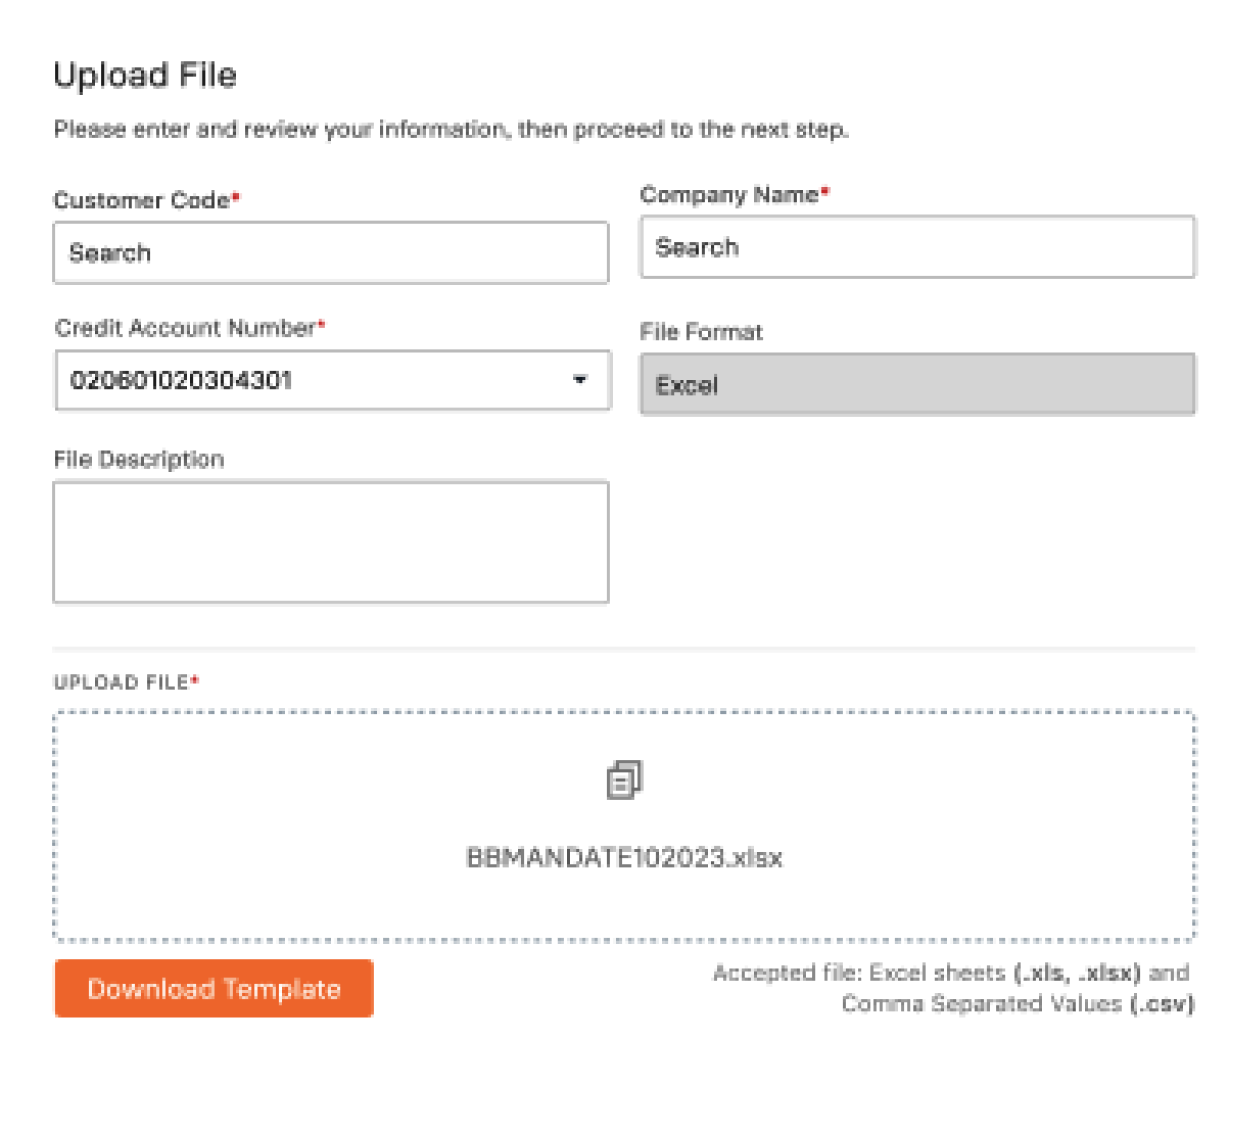 Upload File
Please enter and review your information, then proceed to the next step.
Customer Code*
Search
Company Name*
Search
Credit Account Number*
020601020304301
File Format
Excel
File Description
UPLOAD FILE*
BBMANDATE102023.xlsx
Download Template
Accepted file: Excel sheets (.xls, .xlsx) and
Comma Separated Values (.csv)